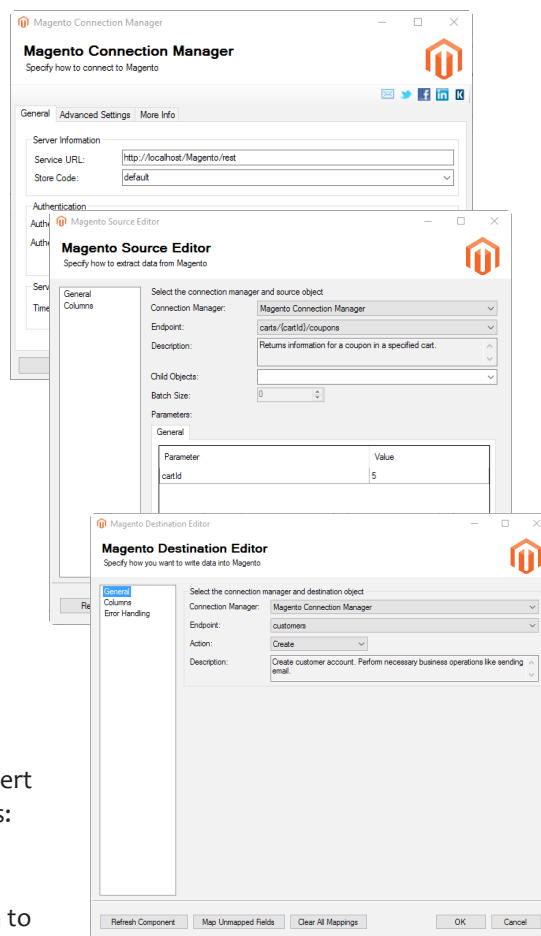 Magento Connection Manager
Magento Connection Manager
Specify how to connect to Magento
General Advanced Settings More Info
Server Information
Service URL: http://localhost/Magento/rest
Store Code: default
Authentication
Magento Source Editor
Magento Source Editor
Specify how to extract data from Magento
General
Columns
Select the connection manager and source object
Connection Manager: Magento Connection Manager
Endpoint: carts/{cartId}/coupons
Description: Returns information for a coupon in a specified cart.
Child Objects:
Batch Size: 0
Parameters:
General
Parameter Value
cartId 5
Magento Destination Editor
Magento Destination Editor
Specify how you want to write data into Magento
General
Columns
Error Handling
Select the connection manager and destination object
Connection Manager: Magento Connection Manager
Endpoint: customers
Action: Create
Description: Create customer account. Perform necessary business operations like sending
email.
Refresh Component Map Unmapped Fields Clear All Mappings OK Cancel
ert
s:
to